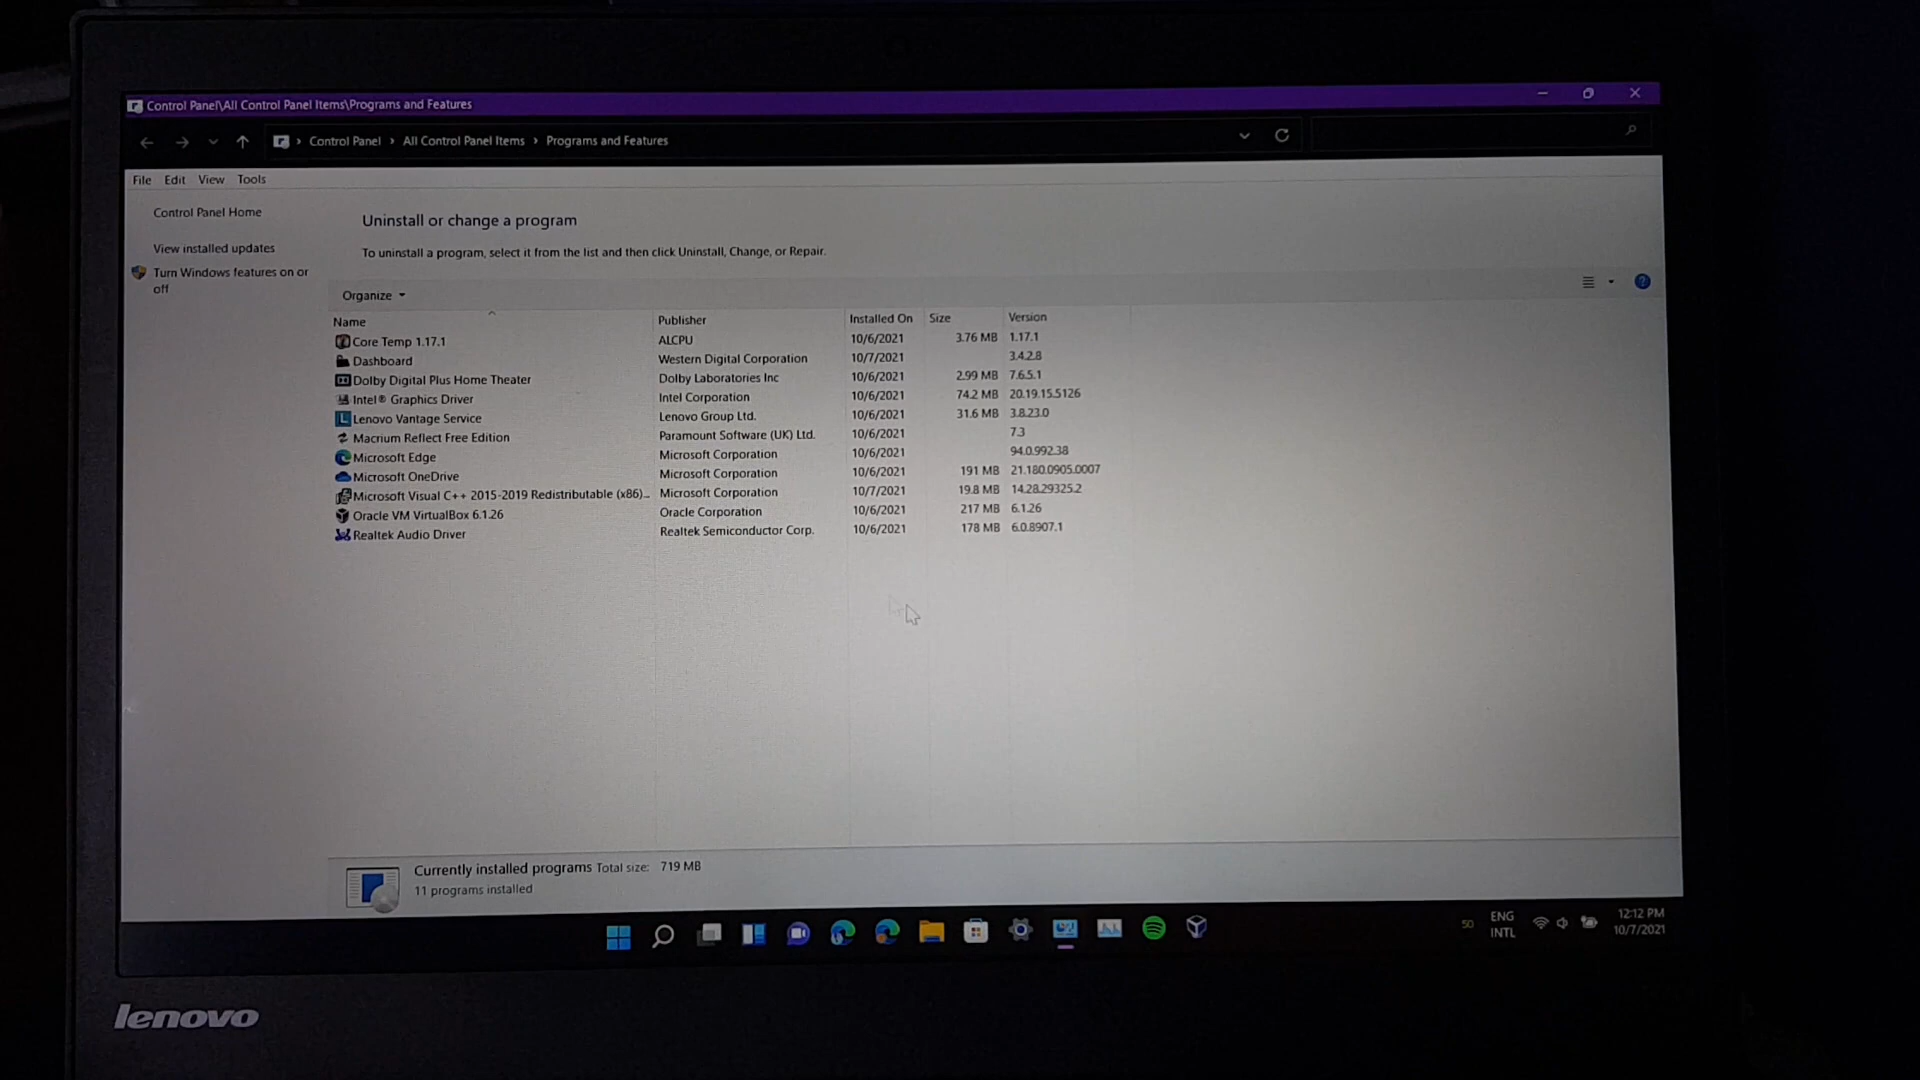 Control Panel\All Control Panel Items\Programs and Features
Control Panel › All Control Panel Items › Programs and Features
File Edit View Tools
Control Panel Home
View installed updates
Turn Windows features on or
off
Uninstall or change a program
To uninstall a program, select it from the list and then click Uninstall, Change, or Repair.
Organize
Name Publisher Installed On Size Version
Core Temp 1.17.1 ALCPU 10/6/2021 3.76 MB 1.17.1
Dashboard Western Digital Corporation 10/7/2021 3.4.2.8
Dolby Digital Plus Home Theater Dolby Laboratories Inc 10/6/2021 2.99 MB 7.6.5.1
Intel® Graphics Driver Intel Corporation 10/6/2021 74.2 MB 20.19.15.5126
Lenovo Vantage Service Lenovo Group Ltd. 10/6/2021 31.6 MB 3.8.23.0
Macrium Reflect Free Edition Paramount Software (UK) Ltd. 10/6/2021 7.3
Microsoft Edge Microsoft Corporation 10/6/2021 94.0.992.38
Microsoft OneDrive Microsoft Corporation 10/6/2021 191 MB 21.180.0905.0007
Microsoft Visual C++ 2015-2019 Redistributable (x86)... Microsoft Corporation 10/7/2021 19.8 MB 14.28.29325.2
Oracle VM VirtualBox 6.1.26 Oracle Corporation 10/6/2021 217 MB 6.1.26
Realtek Audio Driver Realtek Semiconductor Corp. 10/6/2021 178 MB 6.0.8907.1
Currently installed programs Total size: 719 MB
11 programs installed
50 ENG 12:12 PM
INTL 10/7/2021
lenovo